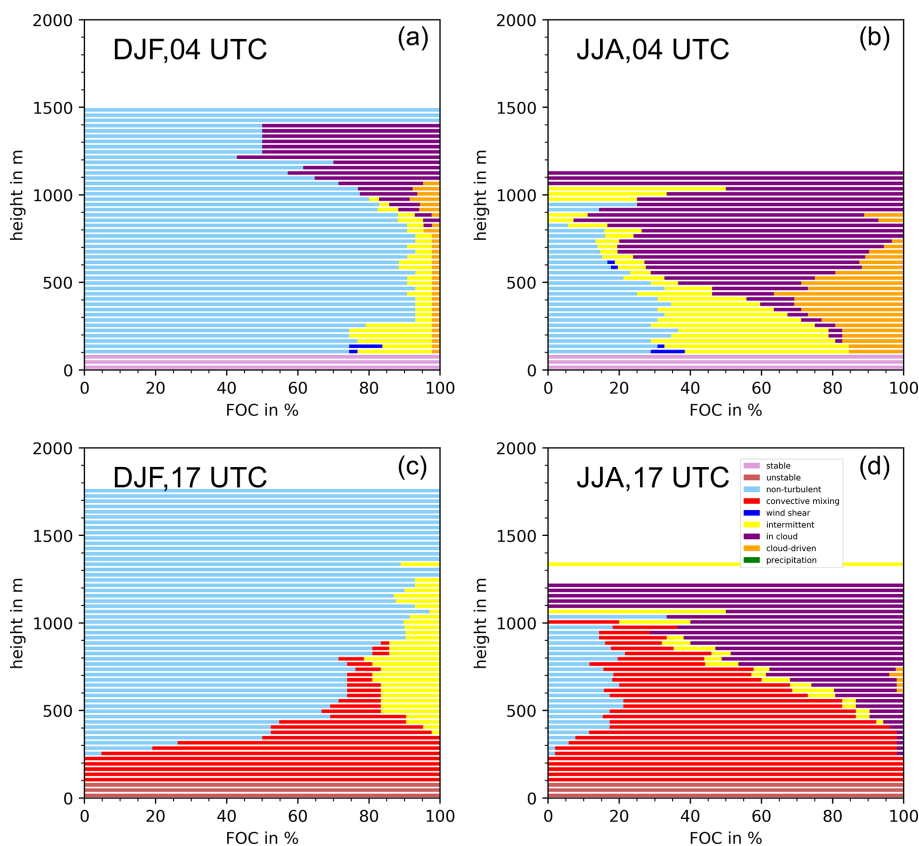 DJF,04 UTC
(a)
2000
1500
1000
500
0
height in m
0 20 40 60 80 100
FOC in %
JJA,04 UTC
(b)
2000
1500
1000
500
0
height in m
0 20 40 60 80 100
FOC in %
DJF,17 UTC
(c)
2000
1500
1000
500
0
height in m
0 20 40 60 80 100
FOC in %
JJA,17 UTC
(d)
stable
unstable
non-turbulent
convective mixing
wind shear
intermittent
in cloud
cloud-driven
precipitation
2000
1500
1000
500
0
height in m
0 20 40 60 80 100
FOC in %